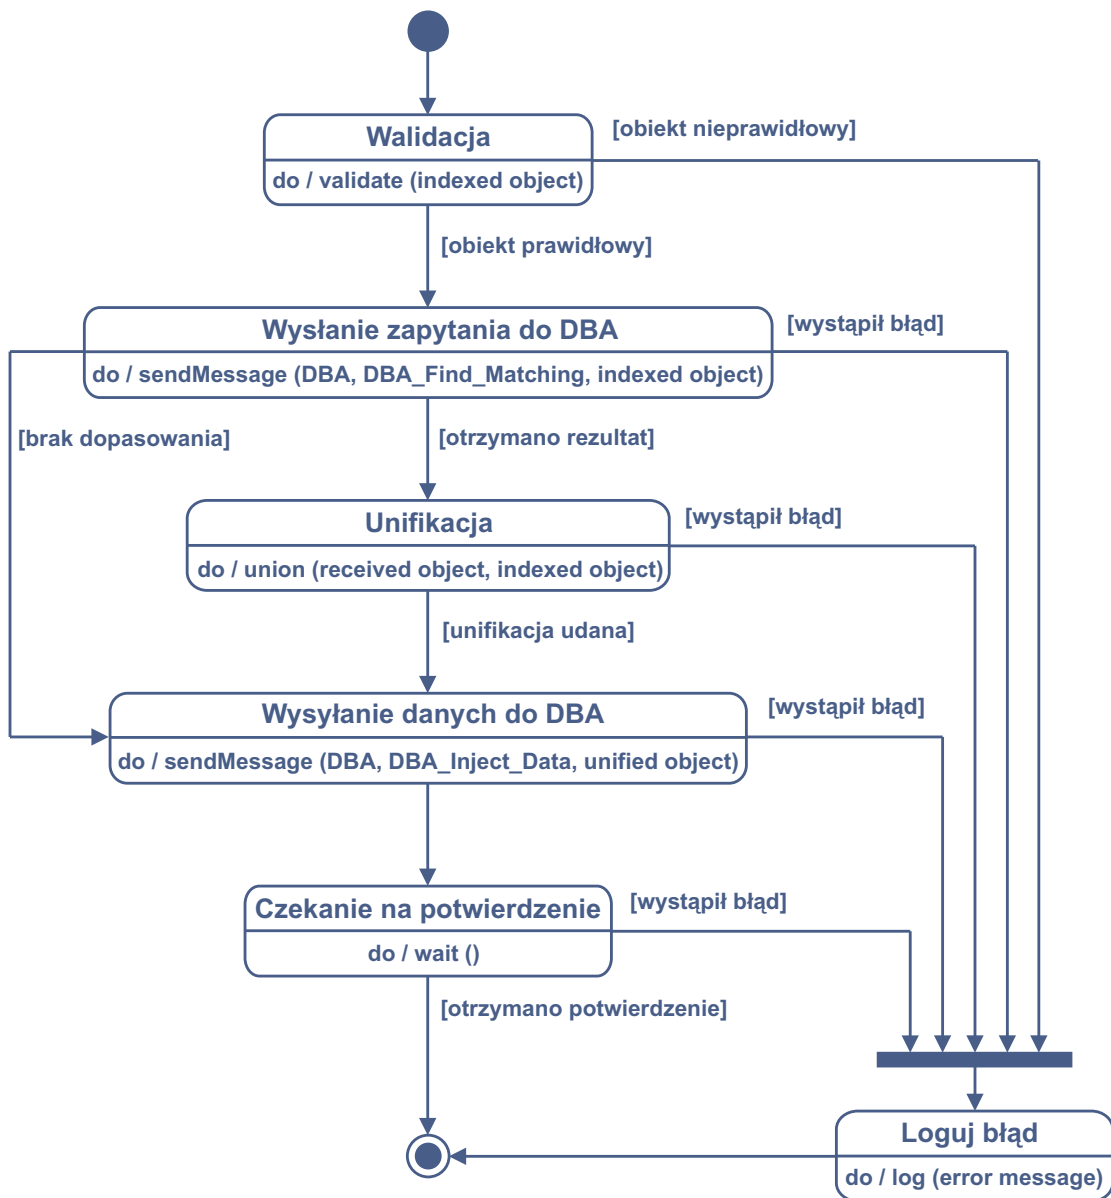 Walidacja
[obiekt nieprawidłowy]
do / validate (indexed object)
[obiekt prawidłowy]
Wysłanie zapytania do DBA
[wystąpił błąd]
do / sendMessage (DBA, DBA_Find_Matching, indexed object)
[brak dopasowania]
[otrzymano rezultat]
Unifikacja
[wystąpił błąd]
do / union (received object, indexed object)
[unifikacja udana]
Wysyłanie danych do DBA
[wystąpił błąd]
do / sendMessage (DBA, DBA_Inject_Data, unified object)
Czekanie na potwierdzenie
[wystąpił błąd]
do / wait ()
[otrzymano potwierdzenie]
Loguj błąd
do / log (error message)